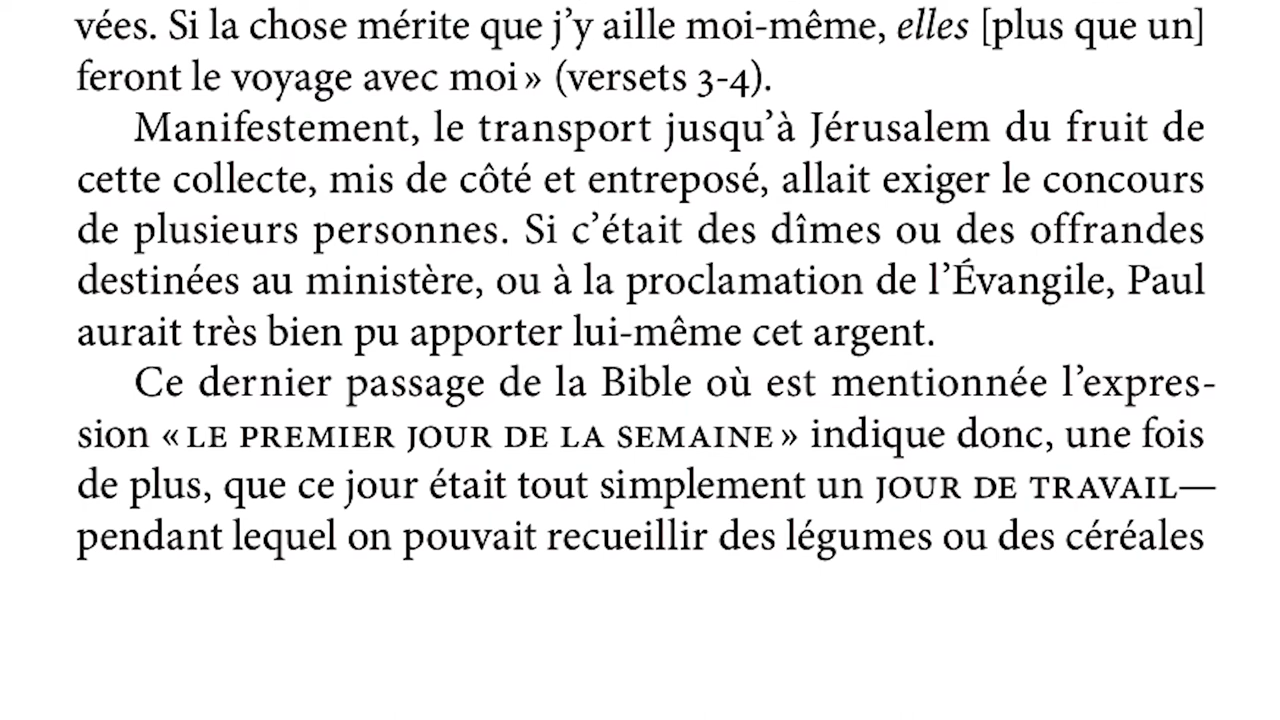 vées. Si la chose mérite que j’y aille moi-même, elles [plus que un]
feront le voyage avec moi » (versets 3-4).
Manifestement, le transport jusqu’à Jérusalem du fruit de
cette collecte, mis de côté et entreposé, allait exiger le concours
de plusieurs personnes. Si c’était des dîmes ou des offrandes
destinées au ministère, ou à la proclamation de l’Évangile, Paul
aurait très bien pu apporter lui-même cet argent.
Ce dernier passage de la Bible où est mentionnée l’expres-
sion « LE PREMIER JOUR DE LA SEMAINE » indique donc, une fois
de plus, que ce jour était tout simplement un JOUR DE TRAVAIL—
pendant lequel on pouvait recueillir des légumes ou des céréales